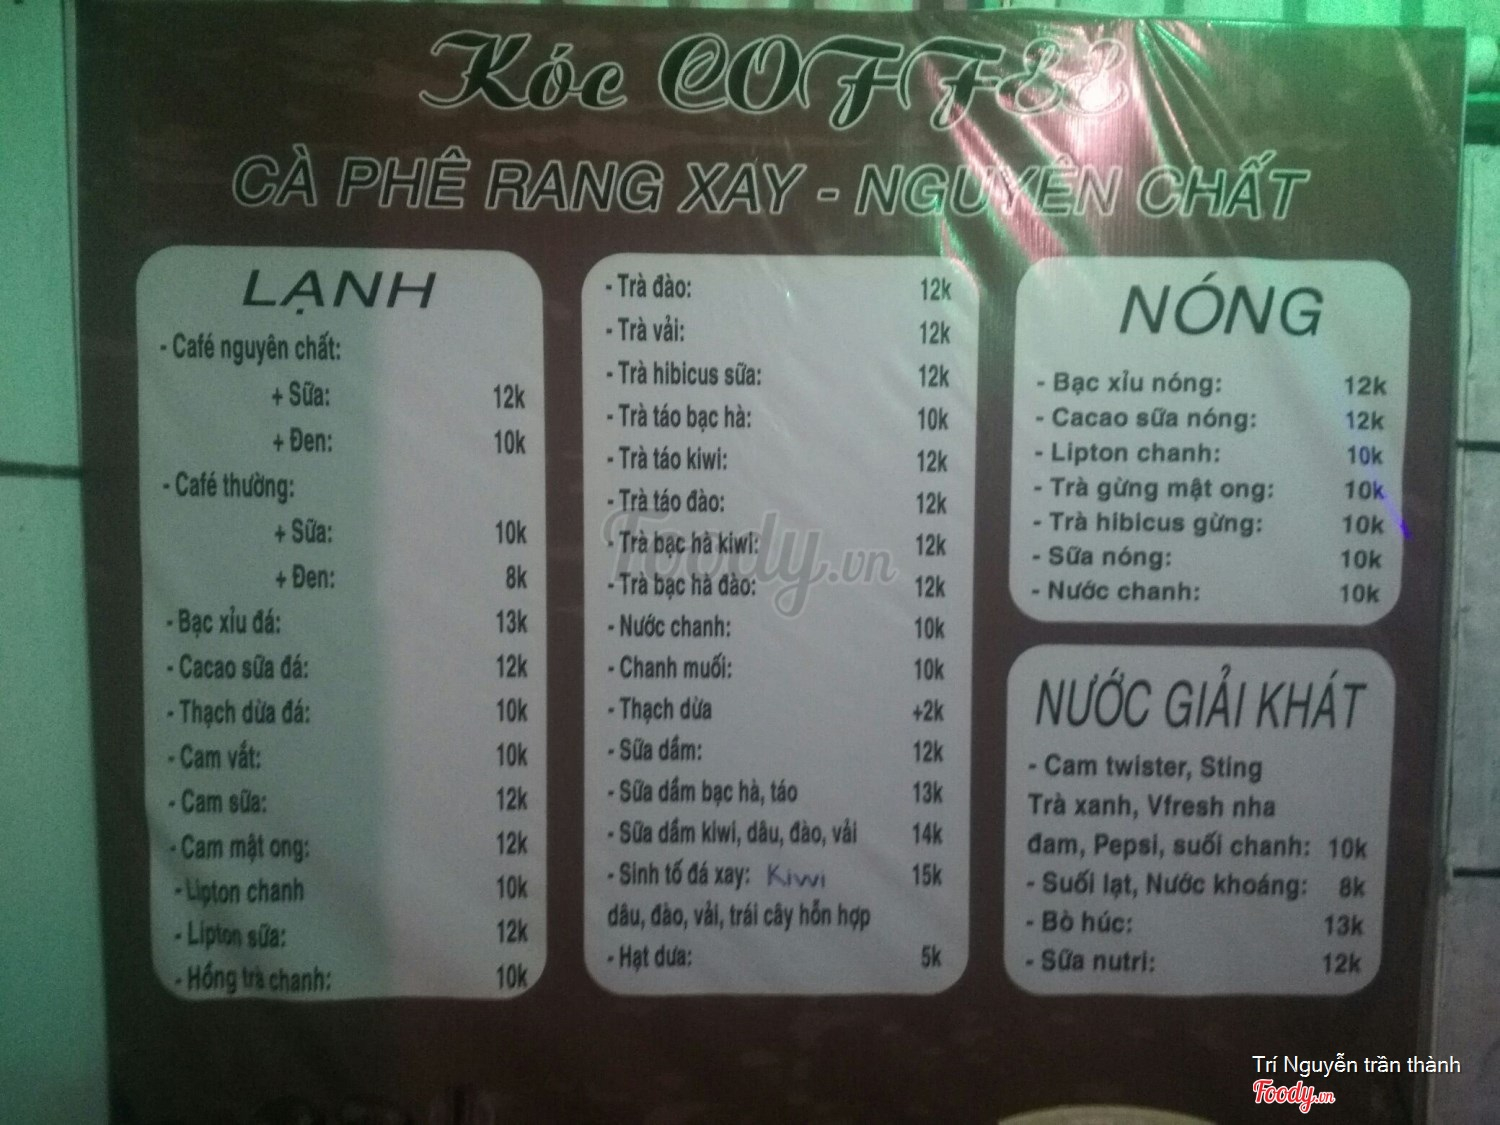 Kóc COFFEE
CÀ PHÊ RANG XAY - NGUYÊN CHẤT
LẠNH
- Café nguyên chất:
+ Sữa: 12k
+ Đen: 10k
- Café thường:
+ Sữa: 10k
+ Đen: 8k
- Bạc xỉu đá: 13k
- Cacao sữa đá: 12k
- Thạch dừa đá: 10k
- Cam vắt: 10k
- Cam sữa: 12k
- Cam mật ong: 12k
- Lipton chanh 10k
- Lipton sữa: 12k
- Hồng trà chanh: 10k
- Trà đào: 12k
- Trà vải: 12k
- Trà hibicus sữa: 12k
- Trà táo bạc hà: 10k
- Trà táo kiwi: 12k
- Trà táo đào: 12k
- Trà bạc hà kiwi: 12k
- Trà bạc hà đào: 12k
- Nước chanh: 10k
- Chanh muối: 10k
- Thạch dừa +2k
- Sữa dầm: 12k
- Sữa dầm bạc hà, táo 13k
- Sữa dầm kiwi, dâu, đào, vải 14k
- Sinh tố đá xay: Kiwi 15k
dâu, đào, vải, trái cây hỗn hợp
- Hạt dưa: 5k
NÓNG
- Bạc xỉu nóng: 12k
- Cacao sữa nóng: 12k
- Lipton chanh: 10k
- Trà gừng mật ong: 10k
- Trà hibicus gừng: 10k
- Sữa nóng: 10k
- Nước chanh: 10k
NƯỚC GIẢI KHÁT
- Cam twister, Sting
Trà xanh, Vfresh nha
đam, Pepsi, suối chanh: 10k
- Suối lạt, Nước khoáng: 8k
- Bò húc: 13k
- Sữa nutri: 12k
Foody.vn
Trí Nguyễn trần thành
Foody.vn